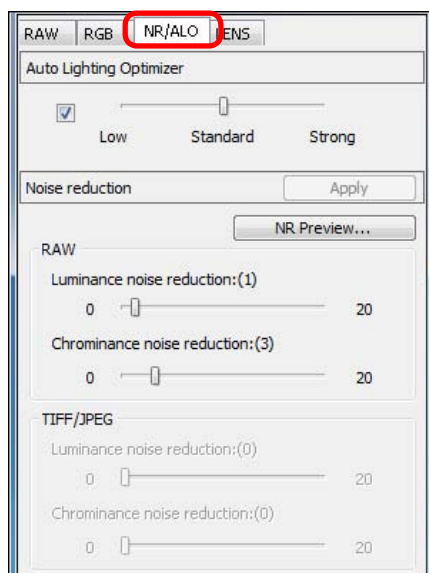 RAW RGB NR/ALO LENS
Auto Lighting Optimizer
Low Standard Strong
Noise reduction Apply
NR Preview...
RAW
Luminance noise reduction:(1)
0 20
Chrominance noise reduction:(3)
0 20
TIFF/JPEG
Luminance noise reduction:(0)
0 20
Chrominance noise reduction:(0)
0 20